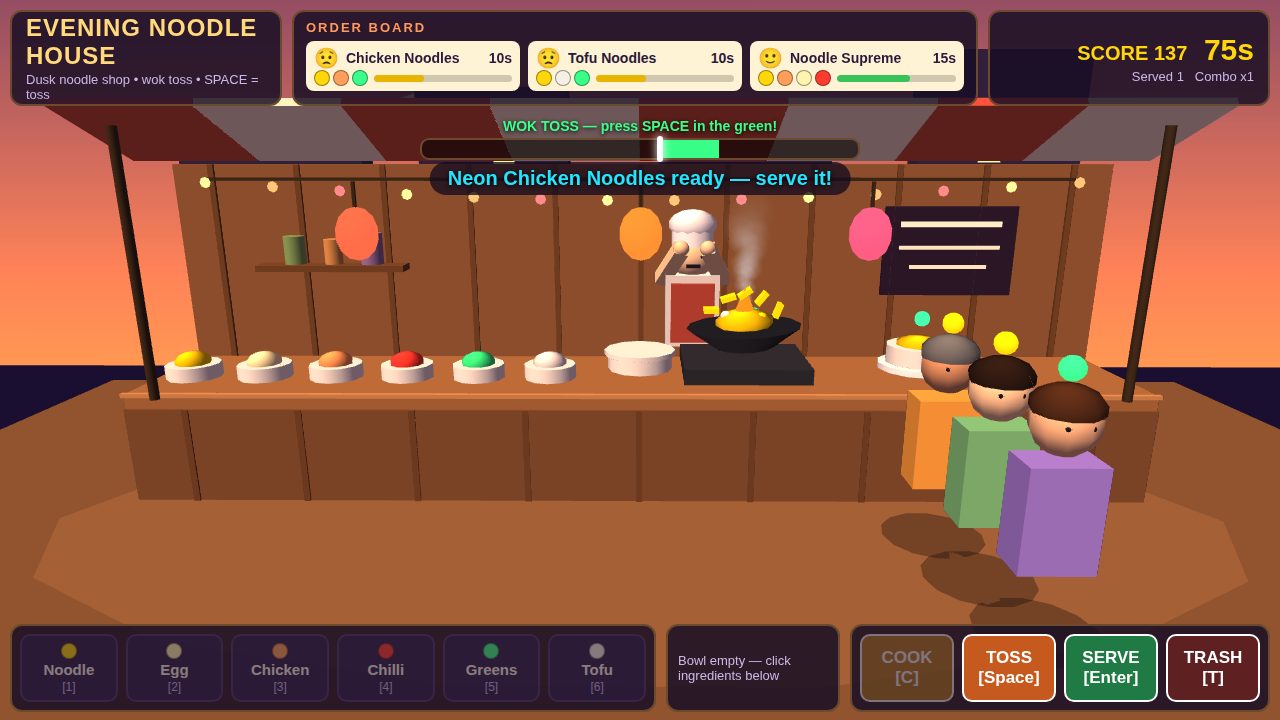 EVENING NOODLE
HOUSE
Dusk noodle shop • wok toss • SPACE =
toss
ORDER BOARD
Chicken Noodles 10s
Tofu Noodles 10s
Noodle Supreme 15s
SCORE 137 75s
Served 1 Combo x1
WOK TOSS — press SPACE in the green!
Neon Chicken Noodles ready — serve it!
Noodle
[1]
Egg
[2]
Chicken
[3]
Chilli
[4]
Greens
[5]
Tofu
[6]
Bowl empty — click
ingredients below
COOK
[C]
TOSS
[Space]
SERVE
[Enter]
TRASH
[T]